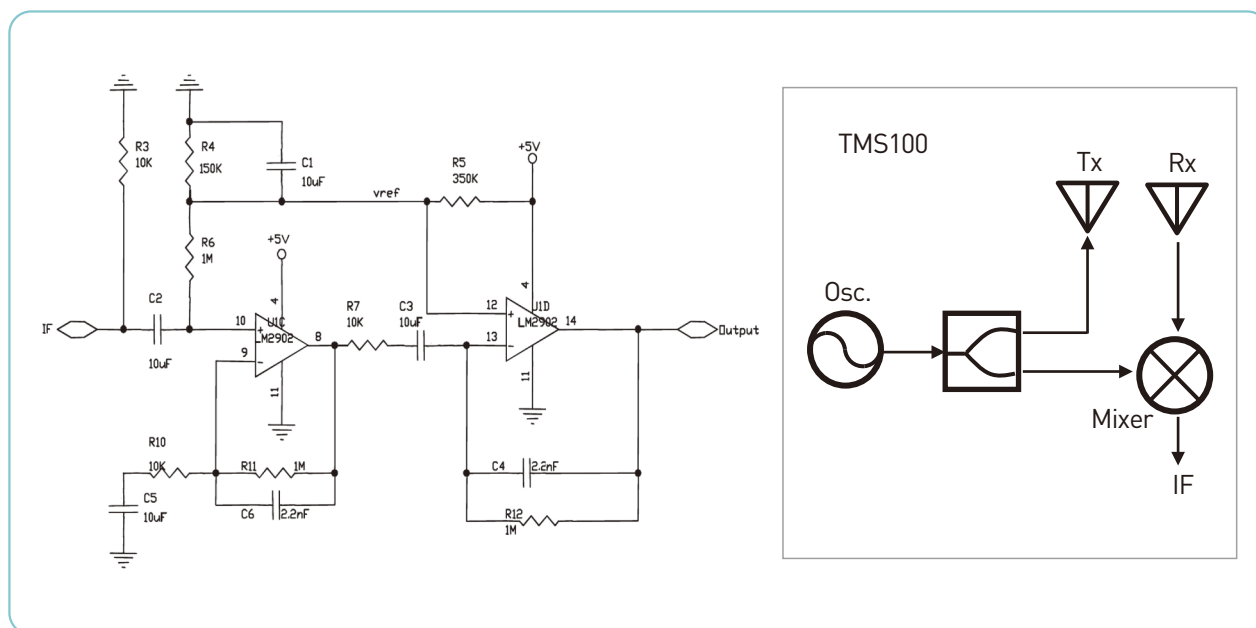 R3
10K
R4
150K
C1
10uF
R5
350K
+5V
vref
R6
1M
+5V
C2
10uF
IF
4
10
9
U1C
LM2902
8
11
R7
10K
C3
10uF
4
12
13
U1D
LM2902
14
11
Output
R10
10K
C5
10uF
R11
1M
C6
2.2nF
C4
2.2nF
R12
1M
TMS100
Tx
Rx
Osc.
Mixer
IF